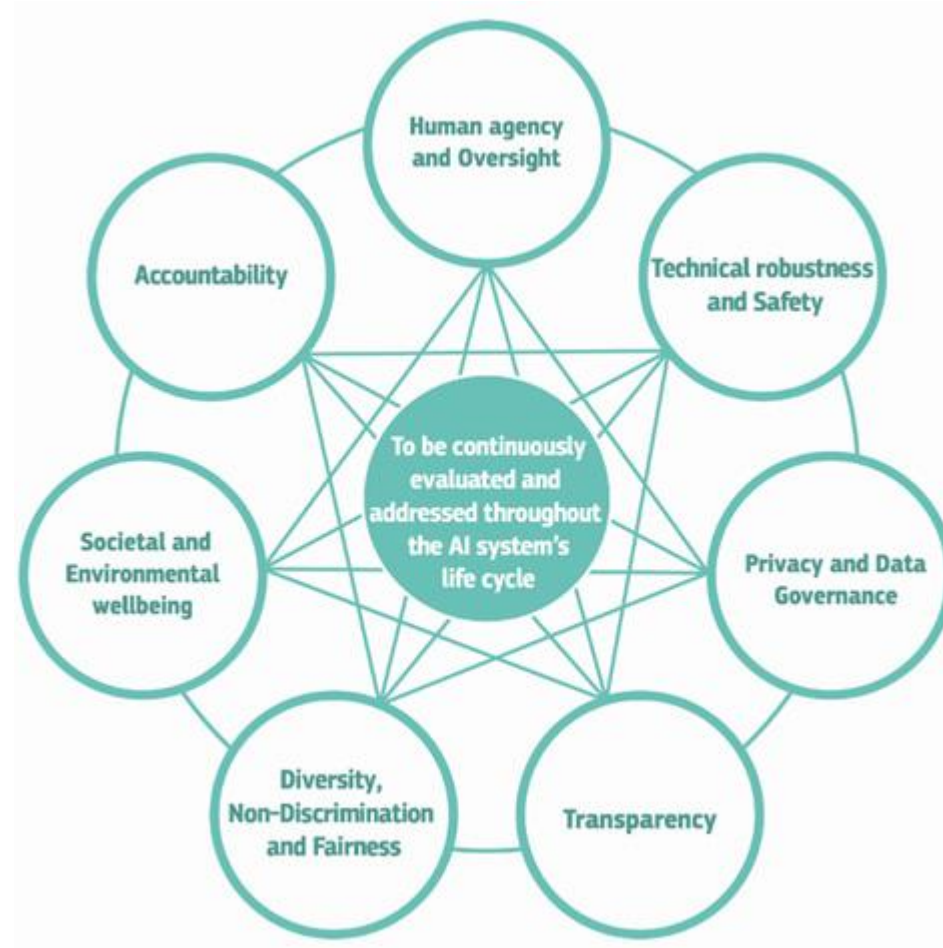 Human agency
and Oversight
Technical robustness
and Safety
Privacy and Data
Governance
Transparency
Diversity,
Non-Discrimination
and Fairness
Societal and
Environmental
wellbeing
Accountability
To be continuously
evaluated and
addressed throughout
the AI system's
life cycle